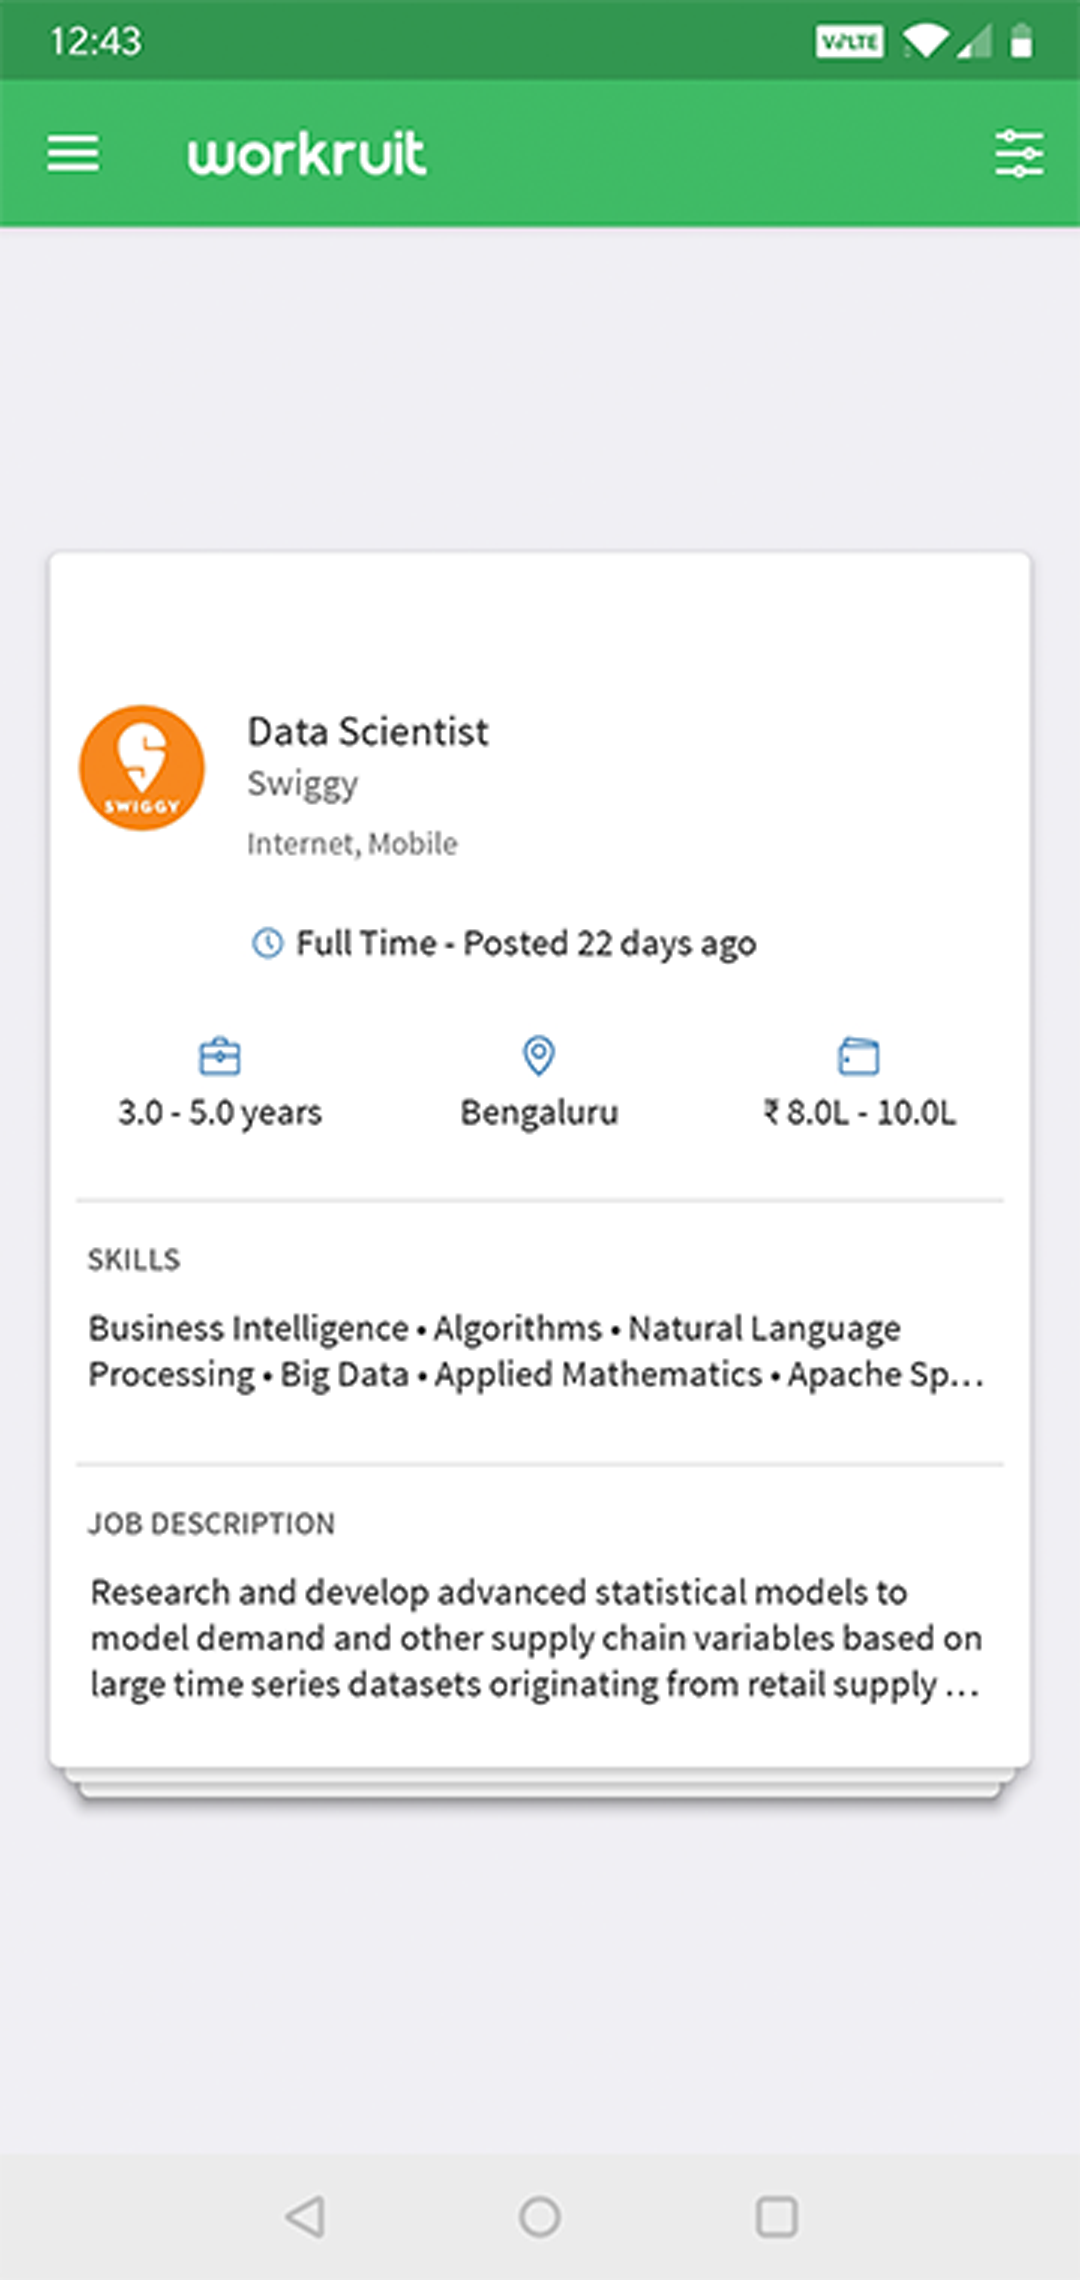 12:43
VoLTE
workruit
SWIGGY
Data Scientist
Swiggy
Internet, Mobile
Full Time - Posted 22 days ago
3.0 - 5.0 years
Bengaluru
₹ 8.0L - 10.0L
SKILLS
Business Intelligence • Algorithms • Natural Language
Processing • Big Data • Applied Mathematics • Apache Sp...
JOB DESCRIPTION
Research and develop advanced statistical models to
model demand and other supply chain variables based on
large time series datasets originating from retail supply ...